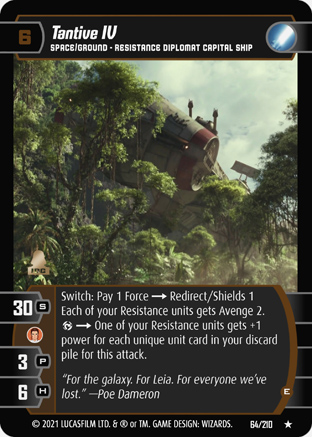 6
Tantive IV
SPACE/GROUND - RESISTANCE DIPLOMAT CAPITAL SHIP
30 S
3 P
6 H
Switch: Pay 1 Force → Redirect/Shields 1
Each of your Resistance units gets Avenge 2.
→ One of your Resistance units gets +1
power for each unique unit card in your discard
pile for this attack.
“For the galaxy. For Leia. For everyone we’ve
lost.” —Poe Dameron
E
© 2021 LUCASFILM LTD. & ® or TM. GAME DESIGN: WIZARDS.
64/210 ★